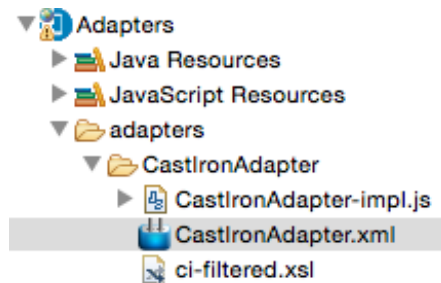 Adapters
Java Resources
JavaScript Resources
adapters
CastIronAdapter
CastIronAdapter-impl.js
CastIronAdapter.xml
ci-filtered.xsl